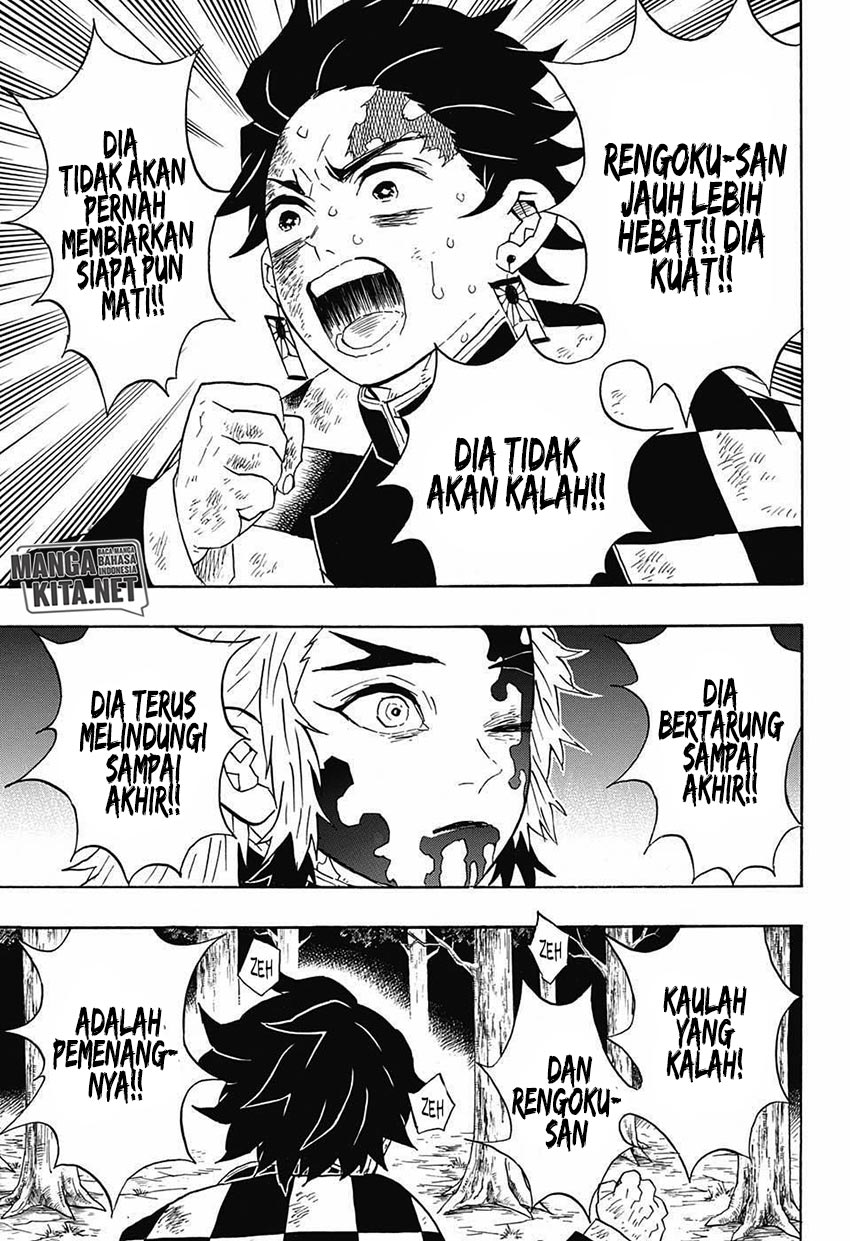 RENGOKU-SAN
JAUH LEBIH
HEBAT!! DIA
KUAT!!
DIA
TIDAK AKAN
PERNAH
MEMBIARKAN
SIAPA PUN
MATI!!
DIA TIDAK
AKAN KALAH!!
MANGA
KITA.NET
BACA MANGA
BAHASA
INDONESIA
DIA
BERTARUNG
SAMPAI
AKHIR!!
DIA TERUS
MELINDUNGI
SAMPAI
AKHIR!!
KAULAH
YANG
KALAH!
ZEH
DAN
RENGOKU-
SAN
ZEH
ZEH
ADALAH
PEMENANG-
NYA!!